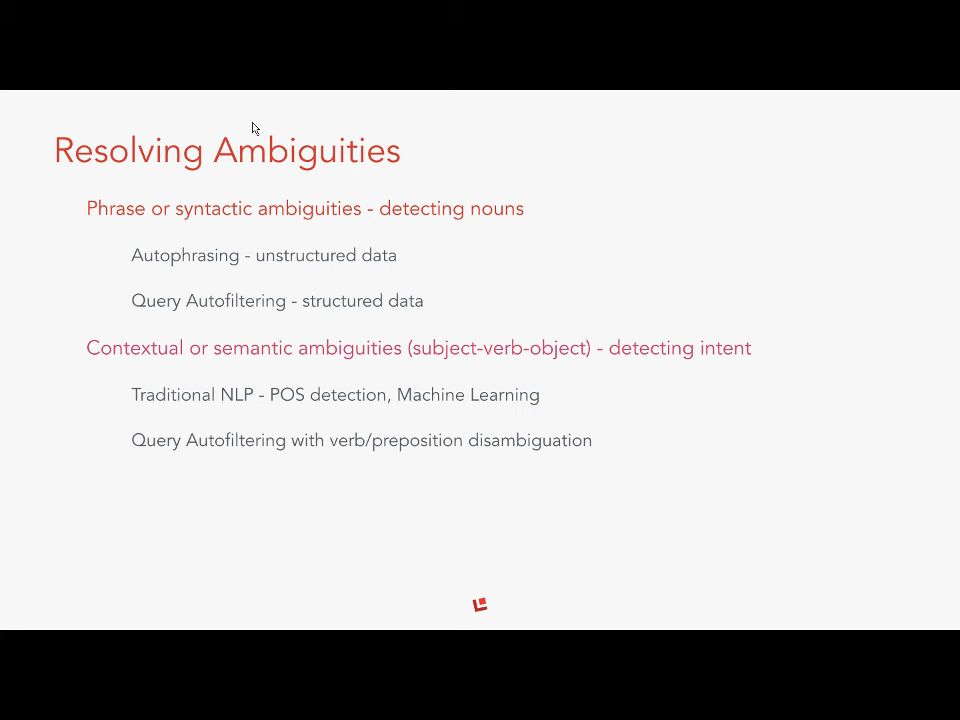 Resolving Ambiguities
Phrase or syntactic ambiguities - detecting nouns
Autophrasing - unstructured data
Query Autofiltering - structured data
Contextual or semantic ambiguities (subject-verb-object) - detecting intent
Traditional NLP - POS detection, Machine Learning
Query Autofiltering with verb/preposition disambiguation